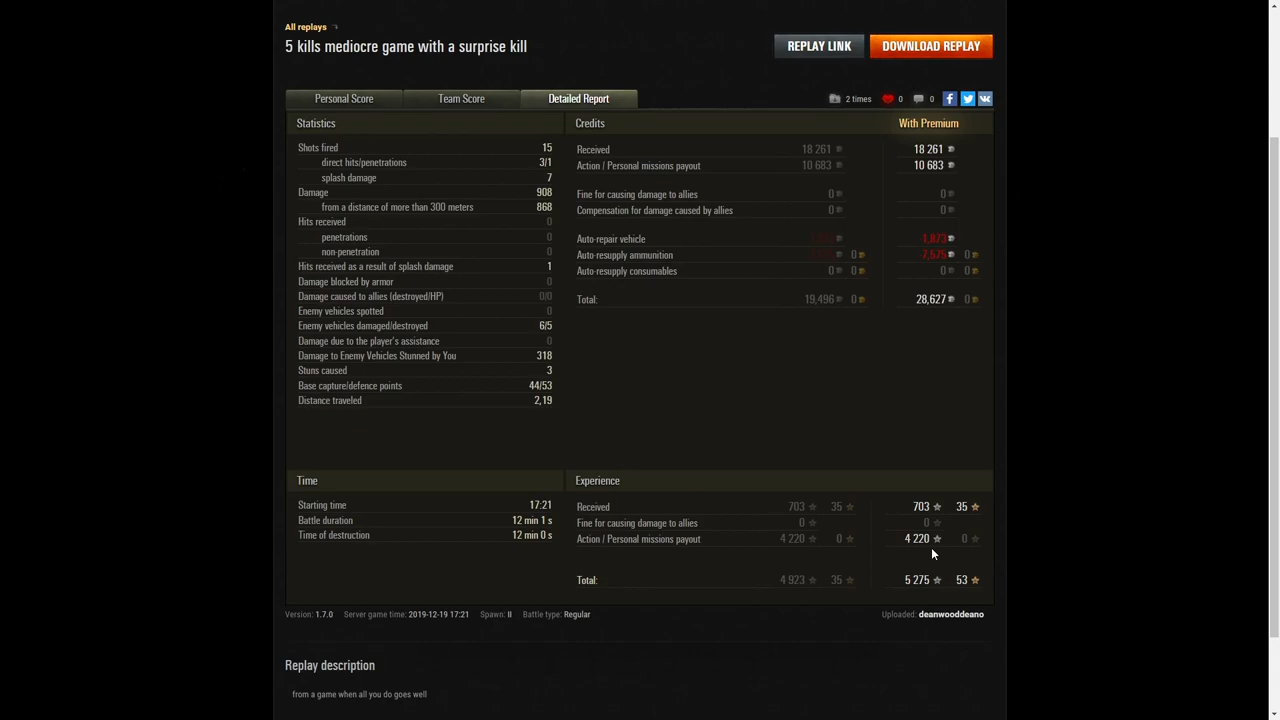 All replays
5 kills mediocre game with a surprise kill
REPLAY LINK
DOWNLOAD REPLAY
Personal Score
Team Score
Detailed Report
2 times 0 0
Statistics
Shots fired 15
direct hits/penetrations 3/1
splash damage 7
Damage 908
from a distance of more than 300 meters 868
Hits received 0
penetrations 0
non-penetration 0
Hits received as a result of splash damage 1
Damage blocked by armor 0
Damage caused to allies (destroyed/HP) 0/0
Enemy vehicles spotted 0
Enemy vehicles damaged/destroyed 6/5
Damage due to the player's assistance 0
Damage to Enemy Vehicles Stunned by You 318
Stuns caused 3
Base capture/defence points 44/53
Distance traveled 2,19
Credits With Premium
Received 18 261 18 261
Action / Personal missions payout 10 683 10 683
Fine for causing damage to allies 0 0
Compensation for damage caused by allies 0 0
Auto-repair vehicle 1,873
Auto-resupply ammunition 0 7,575 0
Auto-resupply consumables 0 0 0 0
Total: 19,496 0 28,627 0
Time
Starting time 17:21
Battle duration 12 min 1 s
Time of destruction 12 min 0 s
Experience
Received 703 35 703 35
Fine for causing damage to allies 0 0
Action / Personal missions payout 4 220 0 4 220 0
Total: 4 923 35 5 275 53
Version: 1.7.0 Server game time: 2019-12-19 17:21 Spawn: II Battle type: Regular Uploaded: deanwooddeano
Replay description
from a game when all you do goes well